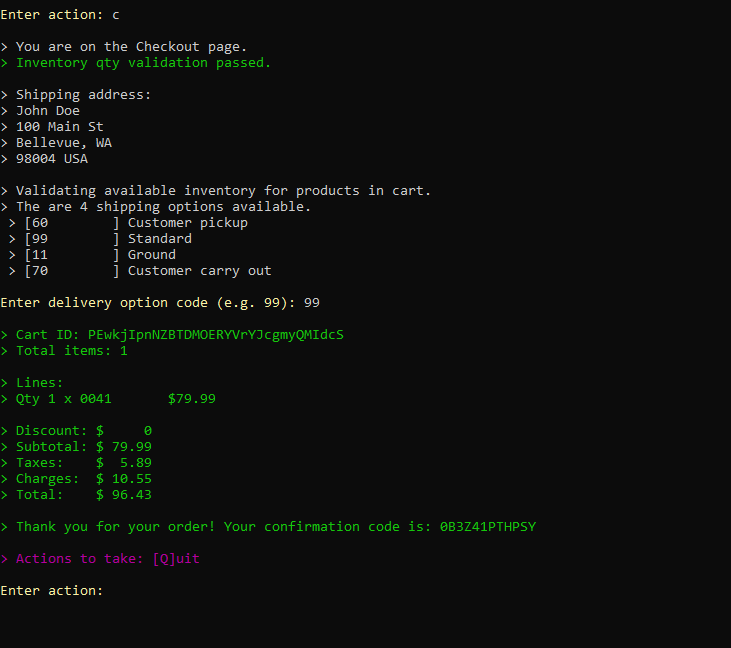 Enter action: c
> You are on the Checkout page.
> Inventory qty validation passed.
> Shipping address:
> John Doe
> 100 Main St
> Bellevue, WA
> 98004 USA
> Validating available inventory for products in cart.
> The are 4 shipping options available.
> [60        ] Customer pickup
> [99        ] Standard
> [11        ] Ground
> [70        ] Customer carry out
Enter delivery option code (e.g. 99): 99
> Cart ID: PEwkjIpnNZBTDMOERYVrYJcgmyQMIdcS
> Total items: 1
> Lines:
> Qty 1 x 0041       $79.99
> Discount: $     0
> Subtotal: $ 79.99
> Taxes:    $  5.89
> Charges:  $ 10.55
> Total:    $ 96.43
> Thank you for your order! Your confirmation code is: 0B3Z41PTHPSY
> Actions to take: [Q]uit
Enter action: